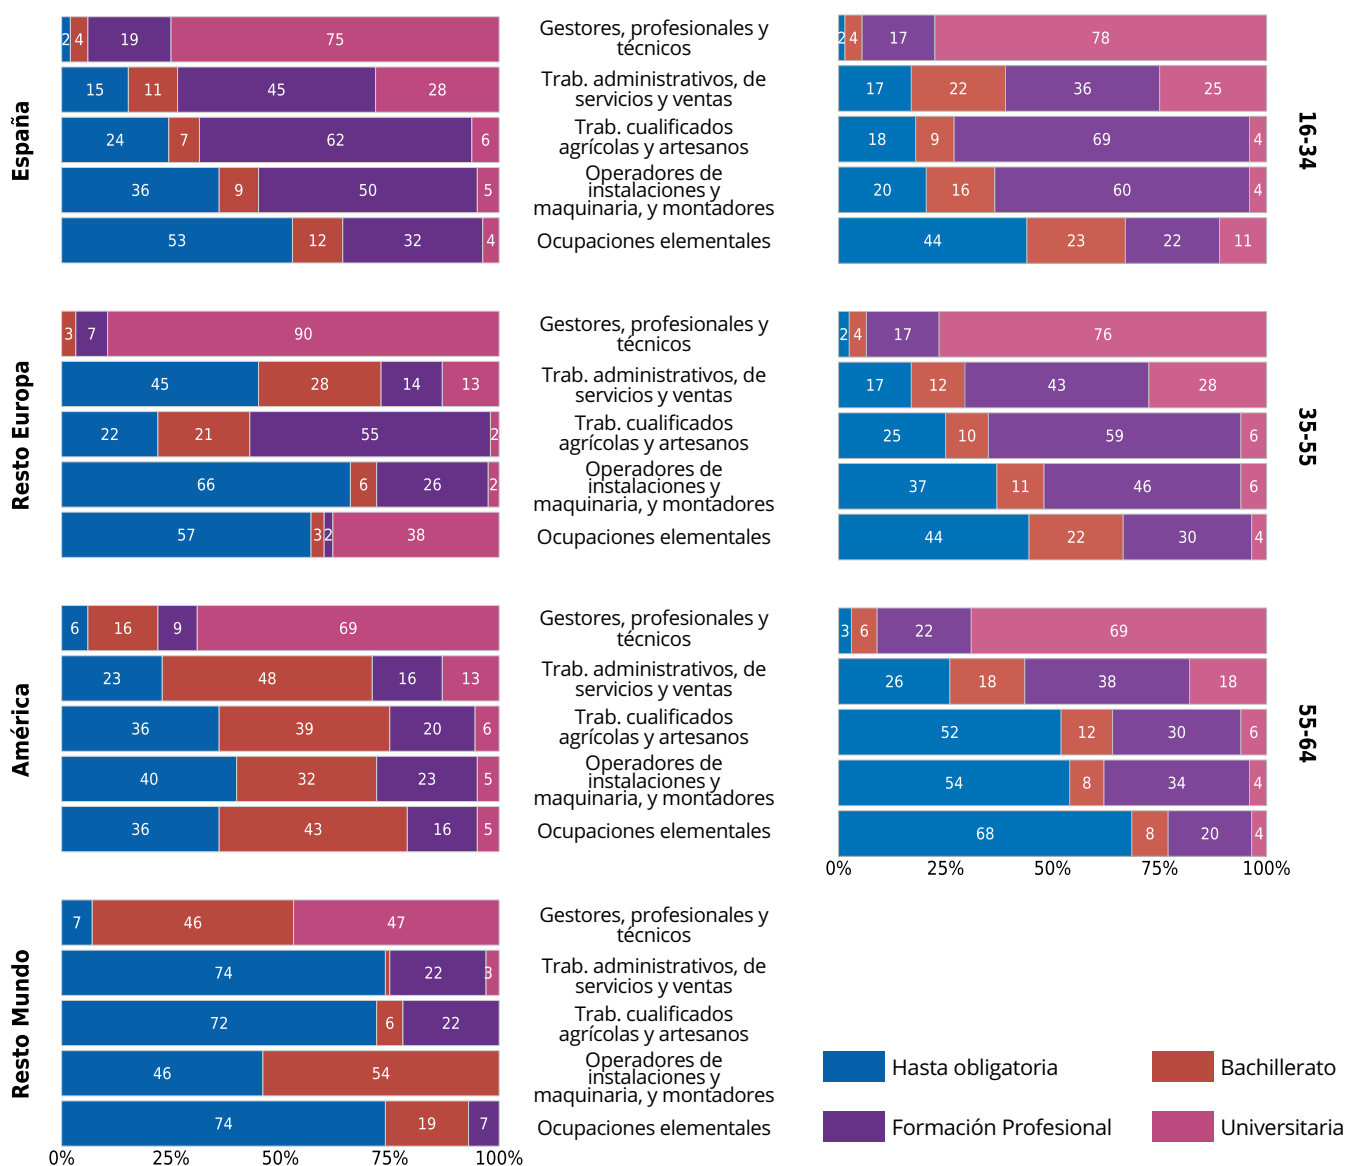 España
2 4 19 75
Gestores, profesionales y
técnicos
2 4 17 78
15 11 45 28
Trab. administrativos, de
servicios y ventas
17 22 36 25
24 7 62 6
Trab. cualificados
agrícolas y artesanos
18 9 69 4
36 9 50 5
Operadores de
instalaciones y
maquinaria, y montadores
20 16 60 4
53 12 32 4
Ocupaciones elementales
44 23 22 11
16-34
Resto Europa
3 7 90
Gestores, profesionales y
técnicos
2 4 17 76
45 28 14 13
Trab. administrativos, de
servicios y ventas
17 12 43 28
22 21 55 2
Trab. cualificados
agrícolas y artesanos
25 10 59 6
66 6 26 2
Operadores de
instalaciones y
maquinaria, y montadores
37 11 46 6
57 3 2 38
Ocupaciones elementales
44 22 30 4
35-55
América
6 16 9 69
Gestores, profesionales y
técnicos
3 6 22 69
23 48 16 13
Trab. administrativos, de
servicios y ventas
26 18 38 18
36 39 20 6
Trab. cualificados
agrícolas y artesanos
52 12 30 6
40 32 23 5
Operadores de
instalaciones y
maquinaria, y montadores
54 8 34 4
36 43 16 5
Ocupaciones elementales
68 8 20 4
55-64
0% 25% 50% 75% 100%
Resto Mundo
7 46 47
Gestores, profesionales y
técnicos
74 22 3
Trab. administrativos, de
servicios y ventas
72 6 22
Trab. cualificados
agrícolas y artesanos
46 54
Operadores de
instalaciones y
maquinaria, y montadores
74 19 7
Ocupaciones elementales
0% 25% 50% 75% 100%
Hasta obligatoria
Bachillerato
Formación Profesional
Universitaria